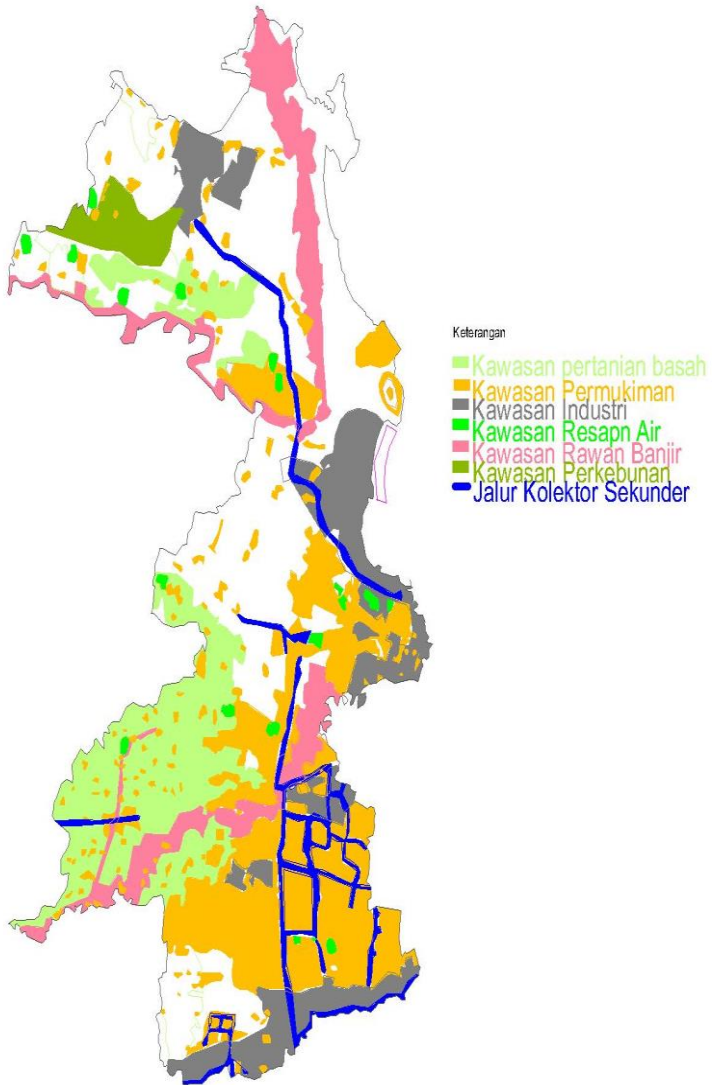 Keterangan
Kawasan pertanian basah
Kawasan Permukiman
Kawasan Industri
Kawasan Resapn Air
Kawasan Rawan Banjir
Kawasan Perkebunan
Jalur Kolektor Sekunder